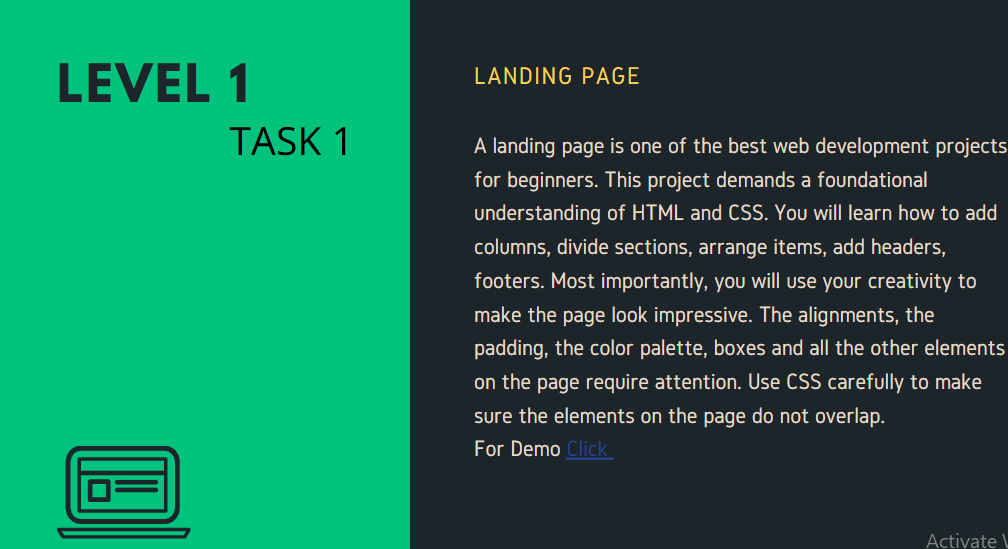 LEVEL 1
TASK 1
LANDING PAGE
A landing page is one of the best web development projects
for beginners. This project demands a foundational
understanding of HTML and CSS. You will learn how to add
columns, divide sections, arrange items, add headers,
footers. Most importantly, you will use your creativity to
make the page look impressive. The alignments, the
padding, the color palette, boxes and all the other elements
on the page require attention. Use CSS carefully to make
sure the elements on the page do not overlap.
For Demo Click
Activate